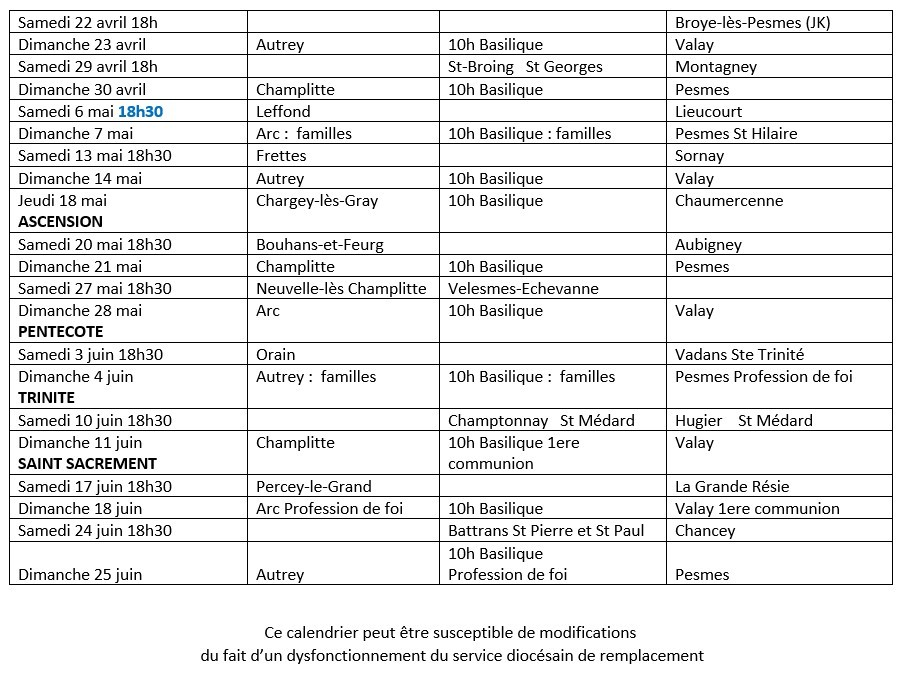 Samedi 22 avril 18h Broye-lès-Pesmes (JK)
Dimanche 23 avril Autrey 10h Basilique Valay
Samedi 29 avril 18h St-Broing St Georges Montagney
Dimanche 30 avril Champlitte 10h Basilique Pesmes
Samedi 6 mai 18h30 Leffond Lieucourt
Dimanche 7 mai Arc : familles 10h Basilique : familles Pesmes St Hilaire
Samedi 13 mai 18h30 Frettes Sornay
Dimanche 14 mai Autrey 10h Basilique Valay
Jeudi 18 mai Chargey-lès-Gray 10h Basilique Chaumercenne
ASCENSION
Samedi 20 mai 18h30 Bouhans-et-Feurg Aubigney
Dimanche 21 mai Champlitte 10h Basilique Pesmes
Samedi 27 mai 18h30 Neuvelle-lès Champlitte Velesmes-Echevanne
Dimanche 28 mai Arc 10h Basilique Valay
PENTECOTE
Samedi 3 juin 18h30 Orain Vadans Ste Trinité
Dimanche 4 juin Autrey : familles 10h Basilique : familles Pesmes Profession de foi
TRINITE
Samedi 10 juin 18h30 Champtonnay St Médard Hugier St Médard
Dimanche 11 juin Champlitte 10h Basilique 1ere Valay
SAINT SACREMENT communion
Samedi 17 juin 18h30 Percey-le-Grand La Grande Résie
Dimanche 18 juin Arc Profession de foi 10h Basilique Valay 1ere communion
Samedi 24 juin 18h30 Battrans St Pierre et St Paul Chancey
10h Basilique
Dimanche 25 juin Autrey Profession de foi Pesmes
Ce calendrier peut être susceptible de modifications
du fait d’un dysfonctionnement du service diocésain de remplacement